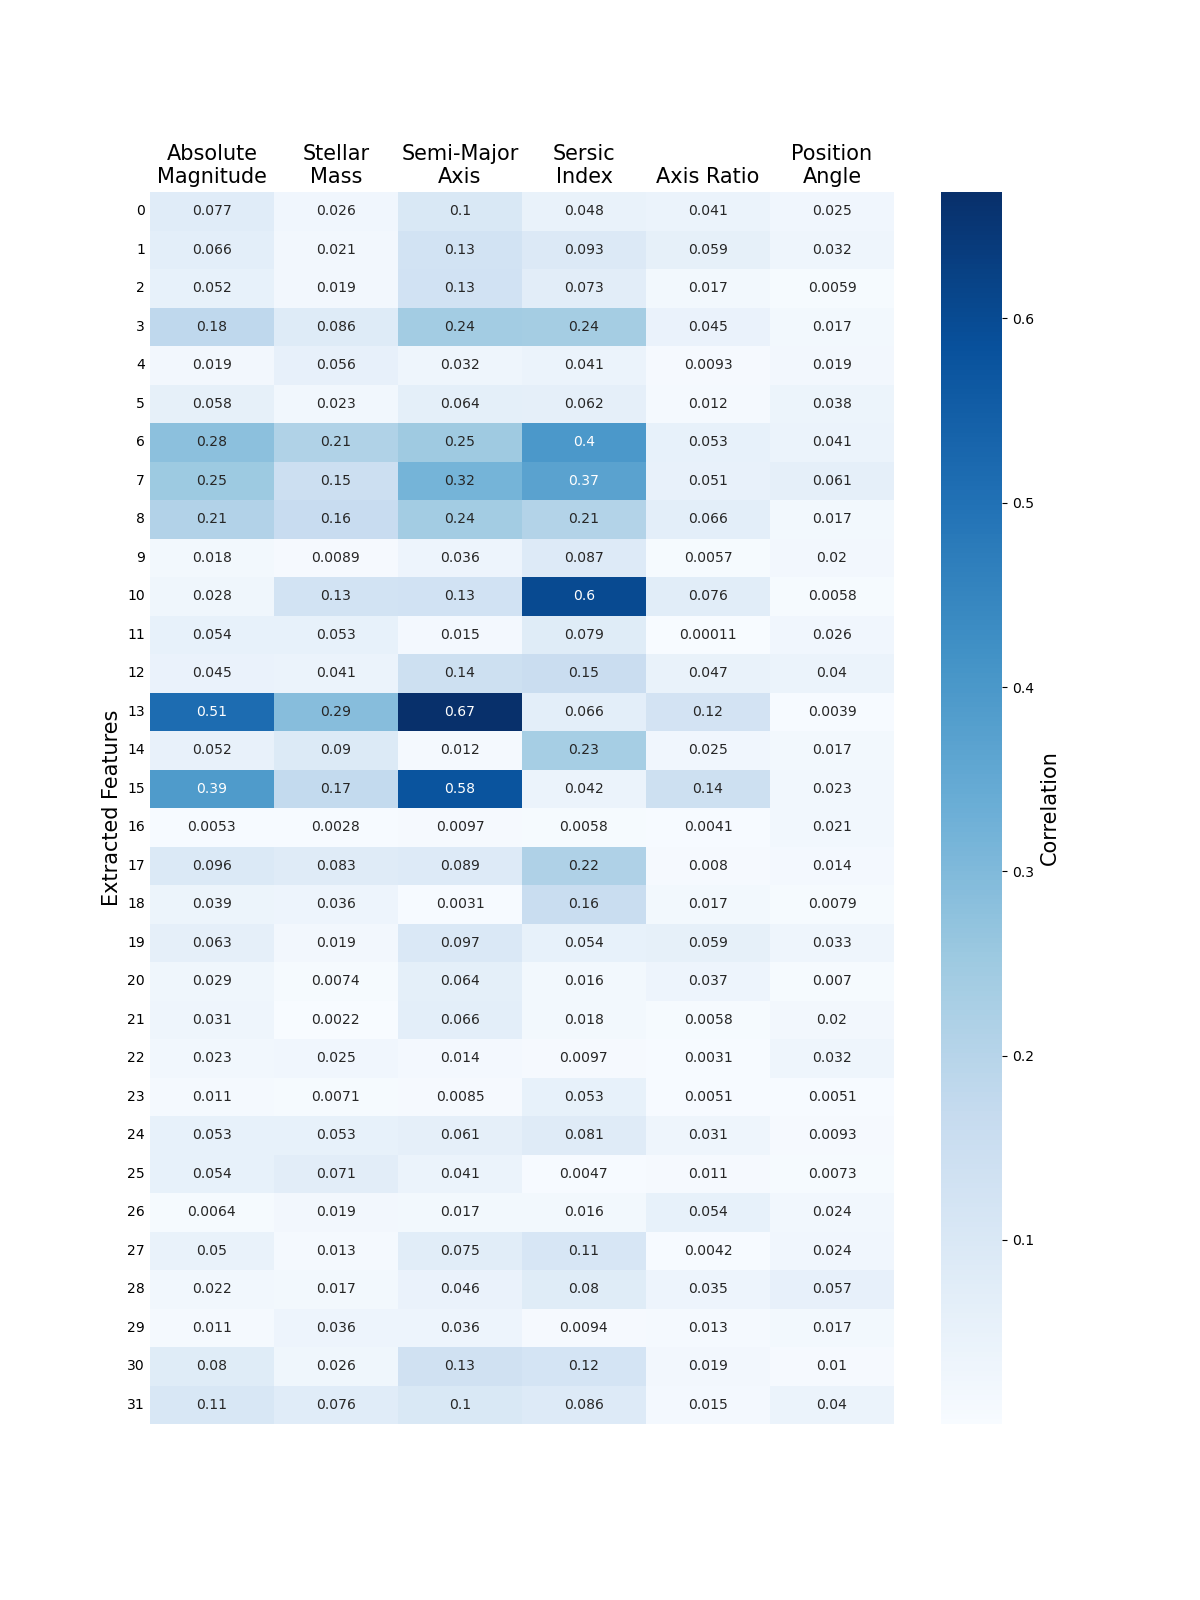 Absolute Magnitude Stellar Mass Semi-Major Axis Sersic Index Axis Ratio Position Angle
0 0.077 0.026 0.1 0.048 0.041 0.025
1 0.066 0.021 0.13 0.093 0.059 0.032
2 0.052 0.019 0.13 0.073 0.017 0.0059
3 0.18 0.086 0.24 0.24 0.045 0.017
4 0.019 0.056 0.032 0.041 0.0093 0.019
5 0.058 0.023 0.064 0.062 0.012 0.038
6 0.28 0.21 0.25 0.4 0.053 0.041
7 0.25 0.15 0.32 0.37 0.051 0.061
8 0.21 0.16 0.24 0.21 0.066 0.017
9 0.018 0.0089 0.036 0.087 0.0057 0.02
10 0.028 0.13 0.13 0.6 0.076 0.0058
11 0.054 0.053 0.015 0.079 0.00011 0.026
12 0.045 0.041 0.14 0.15 0.047 0.04
13 0.51 0.29 0.67 0.066 0.12 0.0039
14 0.052 0.09 0.012 0.23 0.025 0.017
15 0.39 0.17 0.58 0.042 0.14 0.023
16 0.0053 0.0028 0.0097 0.0058 0.0041 0.021
17 0.096 0.083 0.089 0.22 0.008 0.014
18 0.039 0.036 0.0031 0.16 0.017 0.0079
19 0.063 0.019 0.097 0.054 0.059 0.033
20 0.029 0.0074 0.064 0.016 0.037 0.007
21 0.031 0.0022 0.066 0.018 0.0058 0.02
22 0.023 0.025 0.014 0.0097 0.0031 0.032
23 0.011 0.0071 0.0085 0.053 0.0051 0.0051
24 0.053 0.053 0.061 0.081 0.031 0.0093
25 0.054 0.071 0.041 0.0047 0.011 0.0073
26 0.0064 0.019 0.017 0.016 0.054 0.024
27 0.05 0.013 0.075 0.11 0.0042 0.024
28 0.022 0.017 0.046 0.08 0.035 0.057
29 0.011 0.036 0.036 0.0094 0.013 0.017
30 0.08 0.026 0.13 0.12 0.019 0.01
31 0.11 0.076 0.1 0.086 0.015 0.04
Extracted Features
0.6
0.5
0.4
0.3
0.2
0.1
Correlation